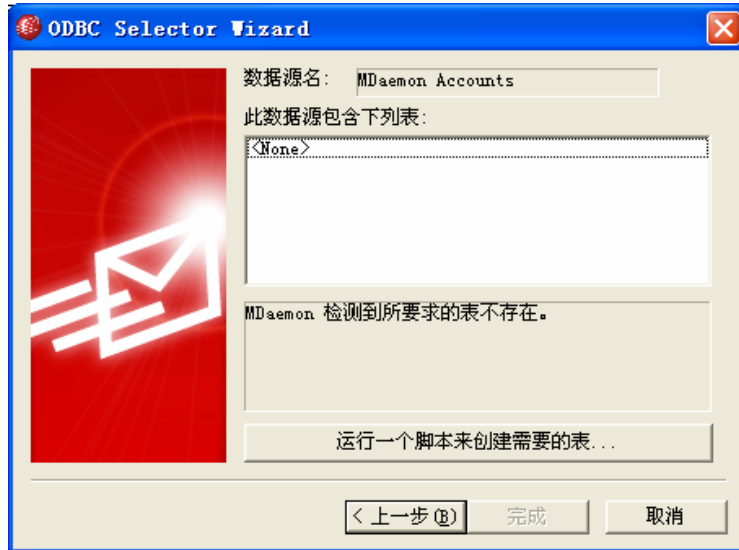 ODBC Selector Wizard
数据源名: MDaemon Accounts
此数据源包含下列表:
<None>
MDaemon 检测到所要求的表不存在。
运行一个脚本来创建需要的表...
< 上一步(B)
完成
取消